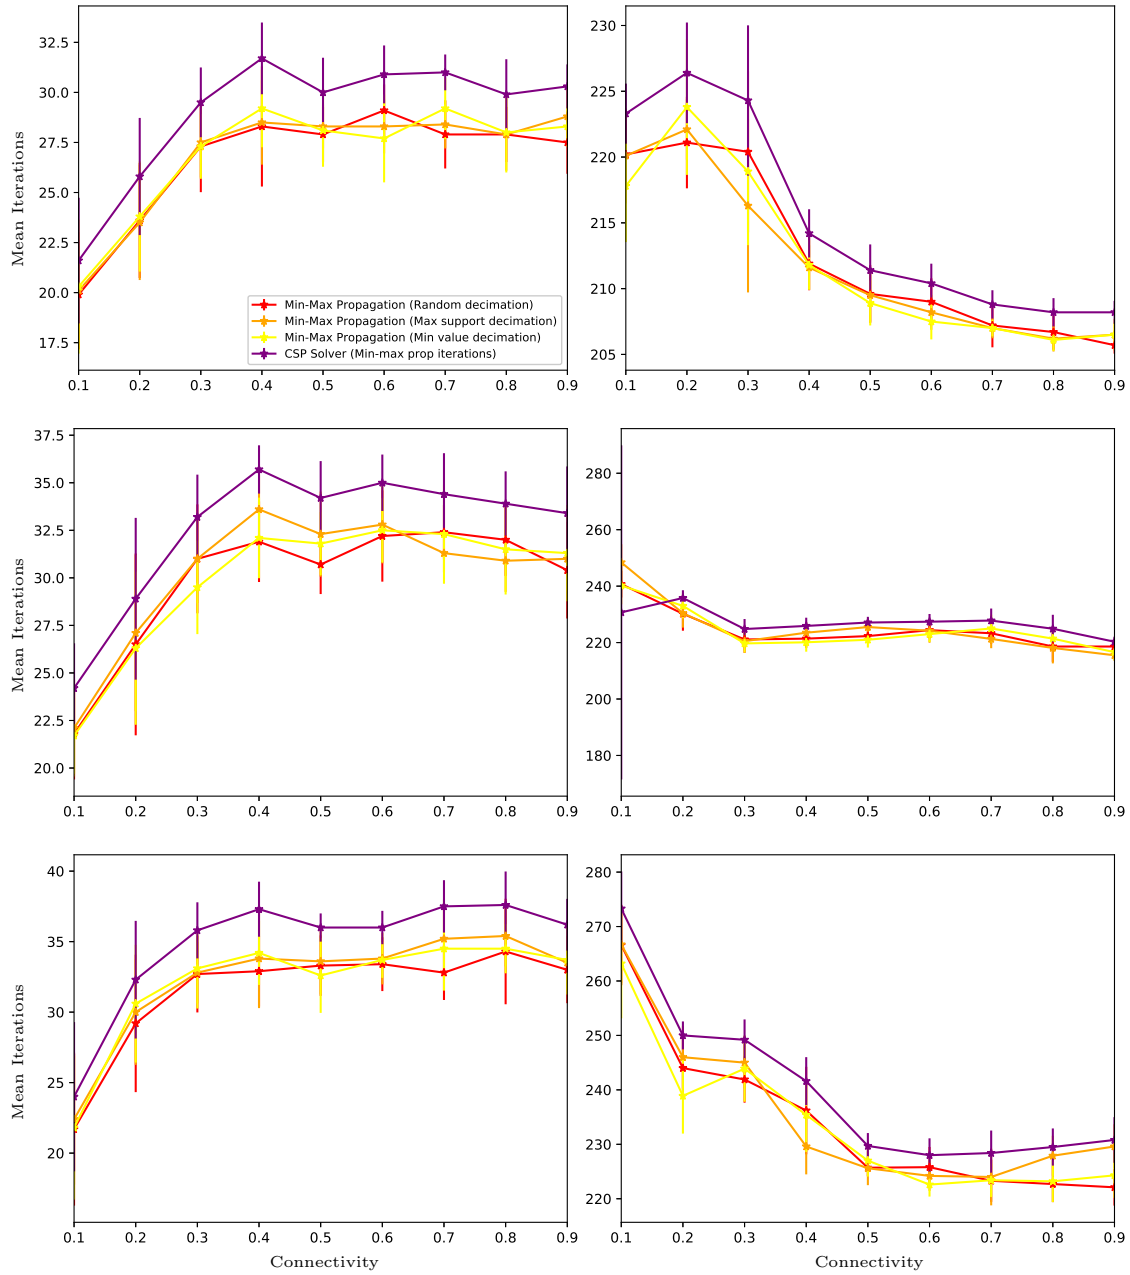 32.5
30.0
27.5
25.0
22.5
20.0
17.5
Mean Iterations
Min-Max Propagation (Random decimation)
Min-Max Propagation (Max support decimation)
Min-Max Propagation (Min value decimation)
CSP Solver (Min-max prop iterations)
0.1 0.2 0.3 0.4 0.5 0.6 0.7 0.8 0.9
230
225
220
215
210
205
0.1 0.2 0.3 0.4 0.5 0.6 0.7 0.8 0.9
37.5
35.0
32.5
30.0
27.5
25.0
22.5
20.0
Mean Iterations
0.1 0.2 0.3 0.4 0.5 0.6 0.7 0.8 0.9
280
260
240
220
200
180
0.1 0.2 0.3 0.4 0.5 0.6 0.7 0.8 0.9
40
35
30
25
20
Mean Iterations
0.1 0.2 0.3 0.4 0.5 0.6 0.7 0.8 0.9
Connectivity
280
270
260
250
240
230
220
0.1 0.2 0.3 0.4 0.5 0.6 0.7 0.8 0.9
Connectivity